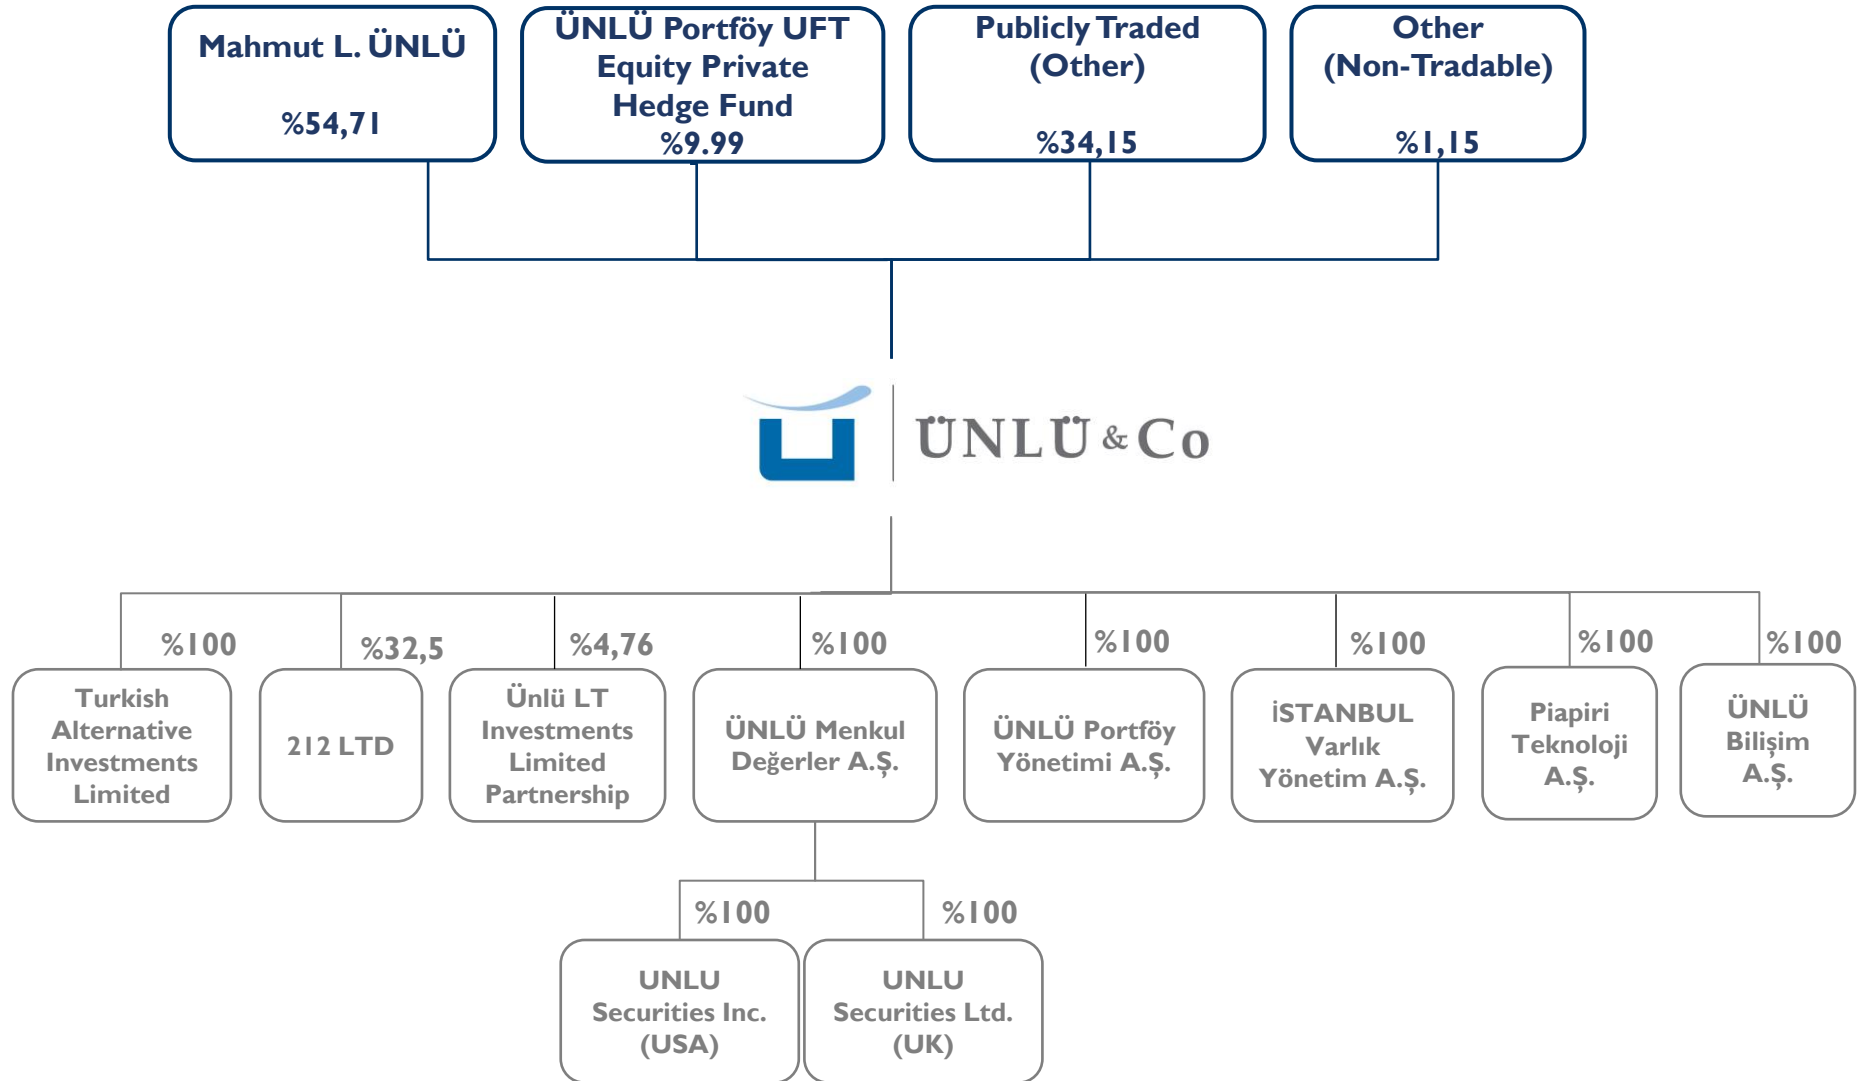 Mahmut L. ÜNLÜ
%54,71
ÜNLÜ Portföy UFT
Equity Private
Hedge Fund
%9.99
Publicly Traded
(Other)
%34,15
Other
(Non-Tradable)
%1,15
ÜNLÜ & Co
%100
Turkish
Alternative
Investments
Limited
%32,5
212 LTD
%4,76
Ünlü LT
Investments
Limited
Partnership
%100
ÜNLÜ Menkul
Değerler A.Ş.
%100
ÜNLÜ Portföy
Yönetimi A.Ş.
%100
İSTANBUL
Varlık
Yönetim A.Ş.
%100
Piapiri
Teknoloji
A.Ş.
%100
ÜNLÜ
Bilişim
A.Ş.
%100
UNLU
Securities Inc.
(USA)
%100
UNLU
Securities Ltd.
(UK)